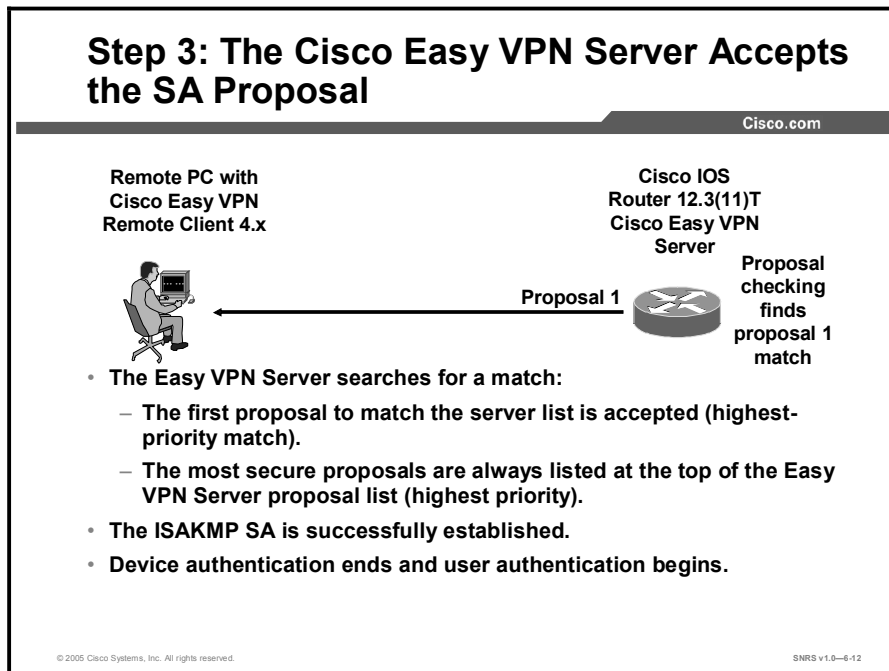 Step 3: The Cisco Easy VPN Server Accepts
the SA Proposal
Cisco.com
Remote PC with
Cisco Easy VPN
Remote Client 4.x
Cisco IOS
Router 12.3(11)T
Cisco Easy VPN
Server
Proposal 1
Proposal
checking
finds
proposal 1
match
• The Easy VPN Server searches for a match:
– The first proposal to match the server list is accepted (highest-
priority match).
– The most secure proposals are always listed at the top of the Easy
VPN Server proposal list (highest priority).
• The ISAKMP SA is successfully established.
• Device authentication ends and user authentication begins.
© 2005 Cisco Systems, Inc. All rights reserved.
SNRS v1.0—6-12